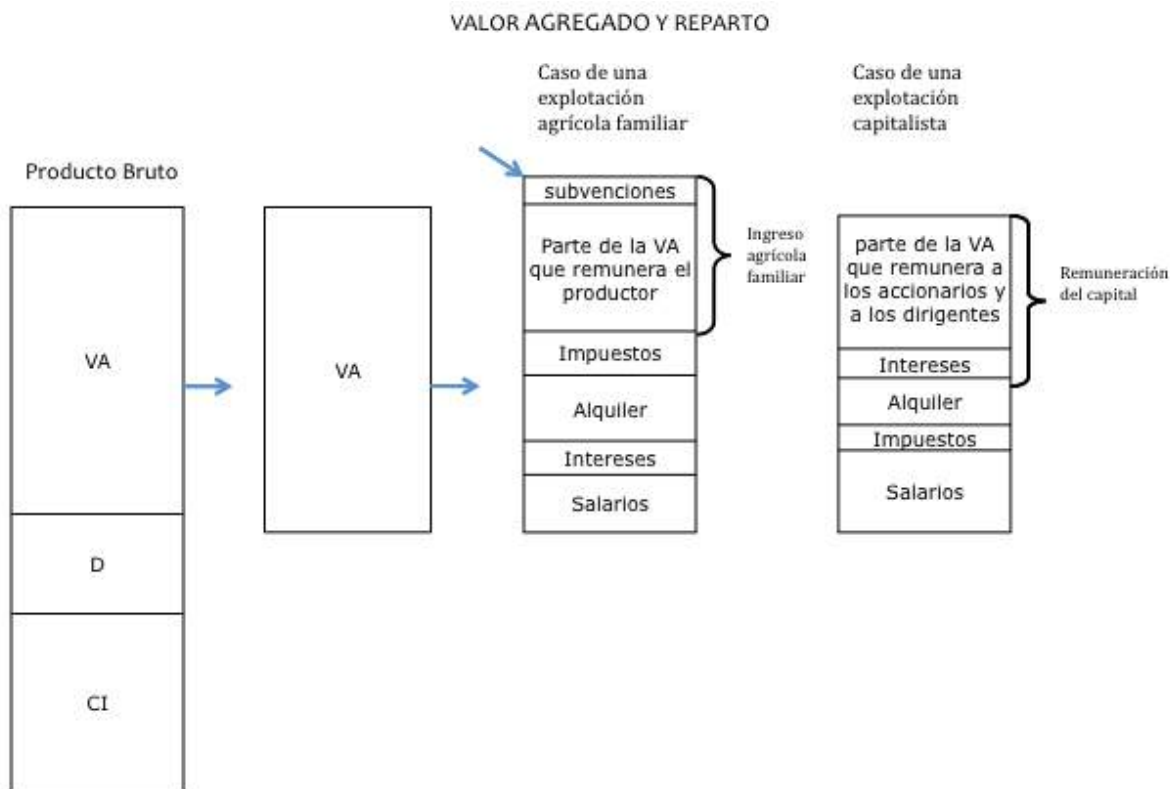 VALOR AGREGADO Y REPARTO
Caso de una
explotación
agrícola familiar
Caso de una
explotación
capitalista
Producto Bruto
VA
D
CI
VA
subvenciones
Parte de la VA
que remunera el
productor
Impuestos
Alquiler
Intereses
Salarios
Ingreso
agrícola
familiar
parte de la VA
que remunera a
los accionarios y
a los dirigentes
Intereses
Alquiler
Impuestos
Salarios
Remuneración
del capital